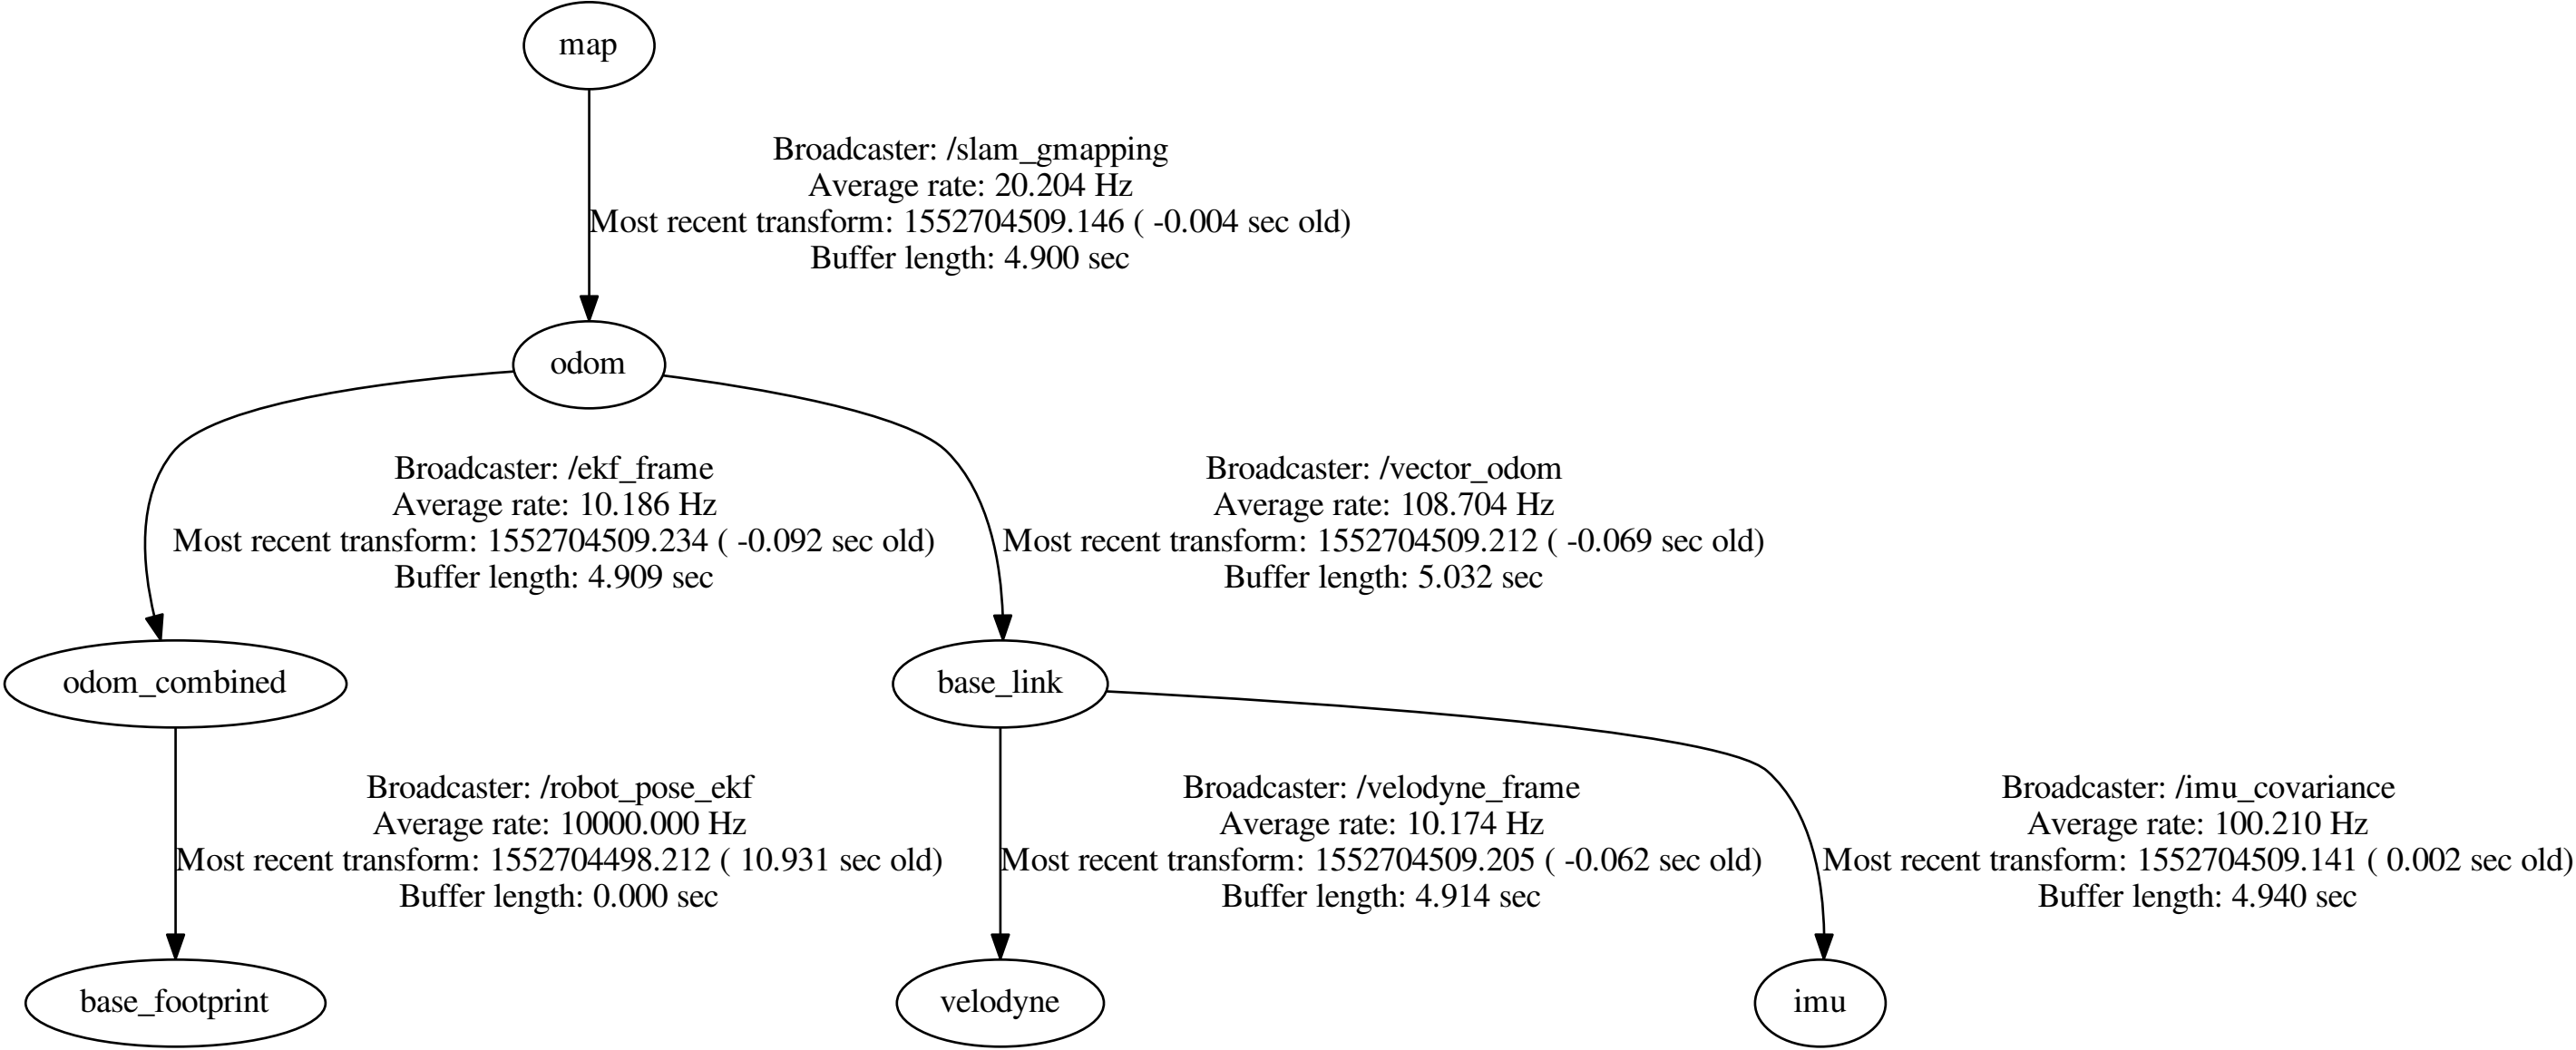 map
Broadcaster: /slam_gmapping
Average rate: 20.204 Hz
Most recent transform: 1552704509.146 ( -0.004 sec old)
Buffer length: 4.900 sec
odom
Broadcaster: /ekf_frame
Average rate: 10.186 Hz
Most recent transform: 1552704509.234 ( -0.092 sec old)
Buffer length: 4.909 sec
Broadcaster: /vector_odom
Average rate: 108.704 Hz
Most recent transform: 1552704509.212 ( -0.069 sec old)
Buffer length: 5.032 sec
odom_combined
base_link
Broadcaster: /robot_pose_ekf
Average rate: 10000.000 Hz
Most recent transform: 1552704498.212 ( 10.931 sec old)
Buffer length: 0.000 sec
Broadcaster: /velodyne_frame
Average rate: 10.174 Hz
Most recent transform: 1552704509.205 ( -0.062 sec old)
Buffer length: 4.914 sec
Broadcaster: /imu_covariance
Average rate: 100.210 Hz
Most recent transform: 1552704509.141 ( 0.002 sec old)
Buffer length: 4.940 sec
base_footprint
velodyne
imu